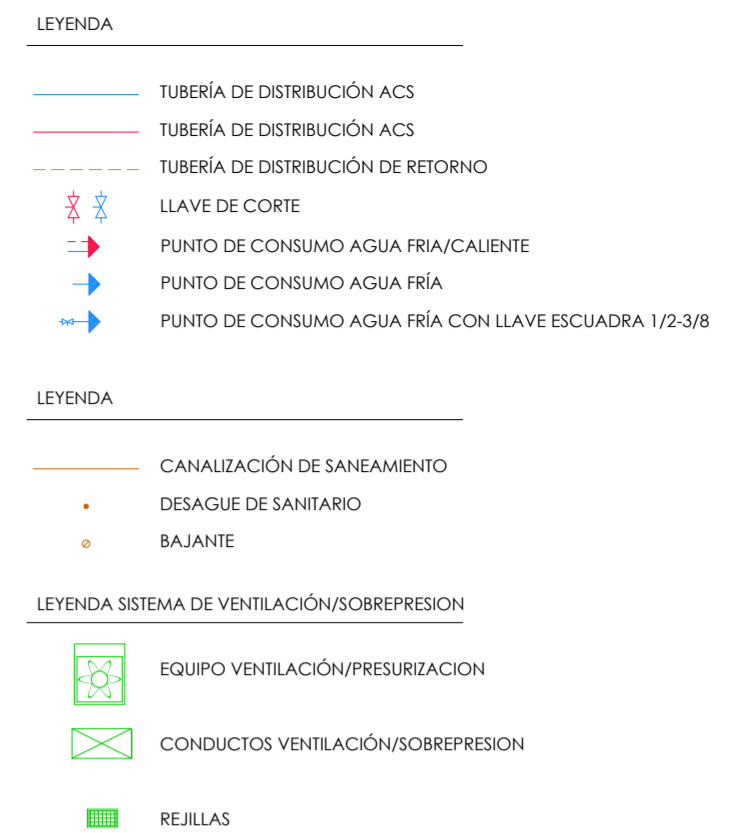 LEYENDA
TUBERÍA DE DISTRIBUCIÓN ACS
TUBERÍA DE DISTRIBUCIÓN ACS
TUBERÍA DE DISTRIBUCIÓN DE RETORNO
LLAVE DE CORTE
PUNTO DE CONSUMO AGUA FRIA/CALIENTE
PUNTO DE CONSUMO AGUA FRÍA
PUNTO DE CONSUMO AGUA FRÍA CON LLAVE ESCUADRA 1/2-3/8
LEYENDA
CANALIZACIÓN DE SANEAMIENTO
DESAGUE DE SANITARIO
BAJANTE
LEYENDA SISTEMA DE VENTILACIÓN/SOBREPRESION
EQUIPO VENTILACIÓN/PRESURIZACION
CONDUCTOS VENTILACIÓN/SOBREPRESION
REJILLAS